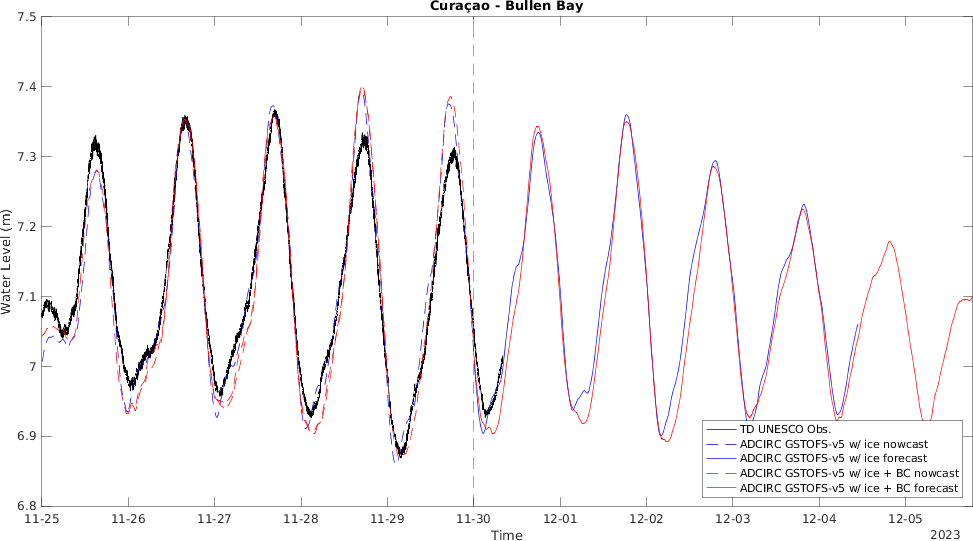 Curaçao - Bullen Bay
7.5
7.4
7.3
7.2
7.1
7
6.9
6.8
Water Level (m)
TD UNESCO Obs.
ADCIRC GSTOFS-v5 w/ ice nowcast
ADCIRC GSTOFS-v5 w/ ice forecast
ADCIRC GSTOFS-v5 w/ ice + BC nowcast
ADCIRC GSTOFS-v5 w/ ice + BC forecast
11-25 11-26 11-27 11-28 11-29 11-30 12-01 12-02 12-03 12-04 12-05
Time
2023